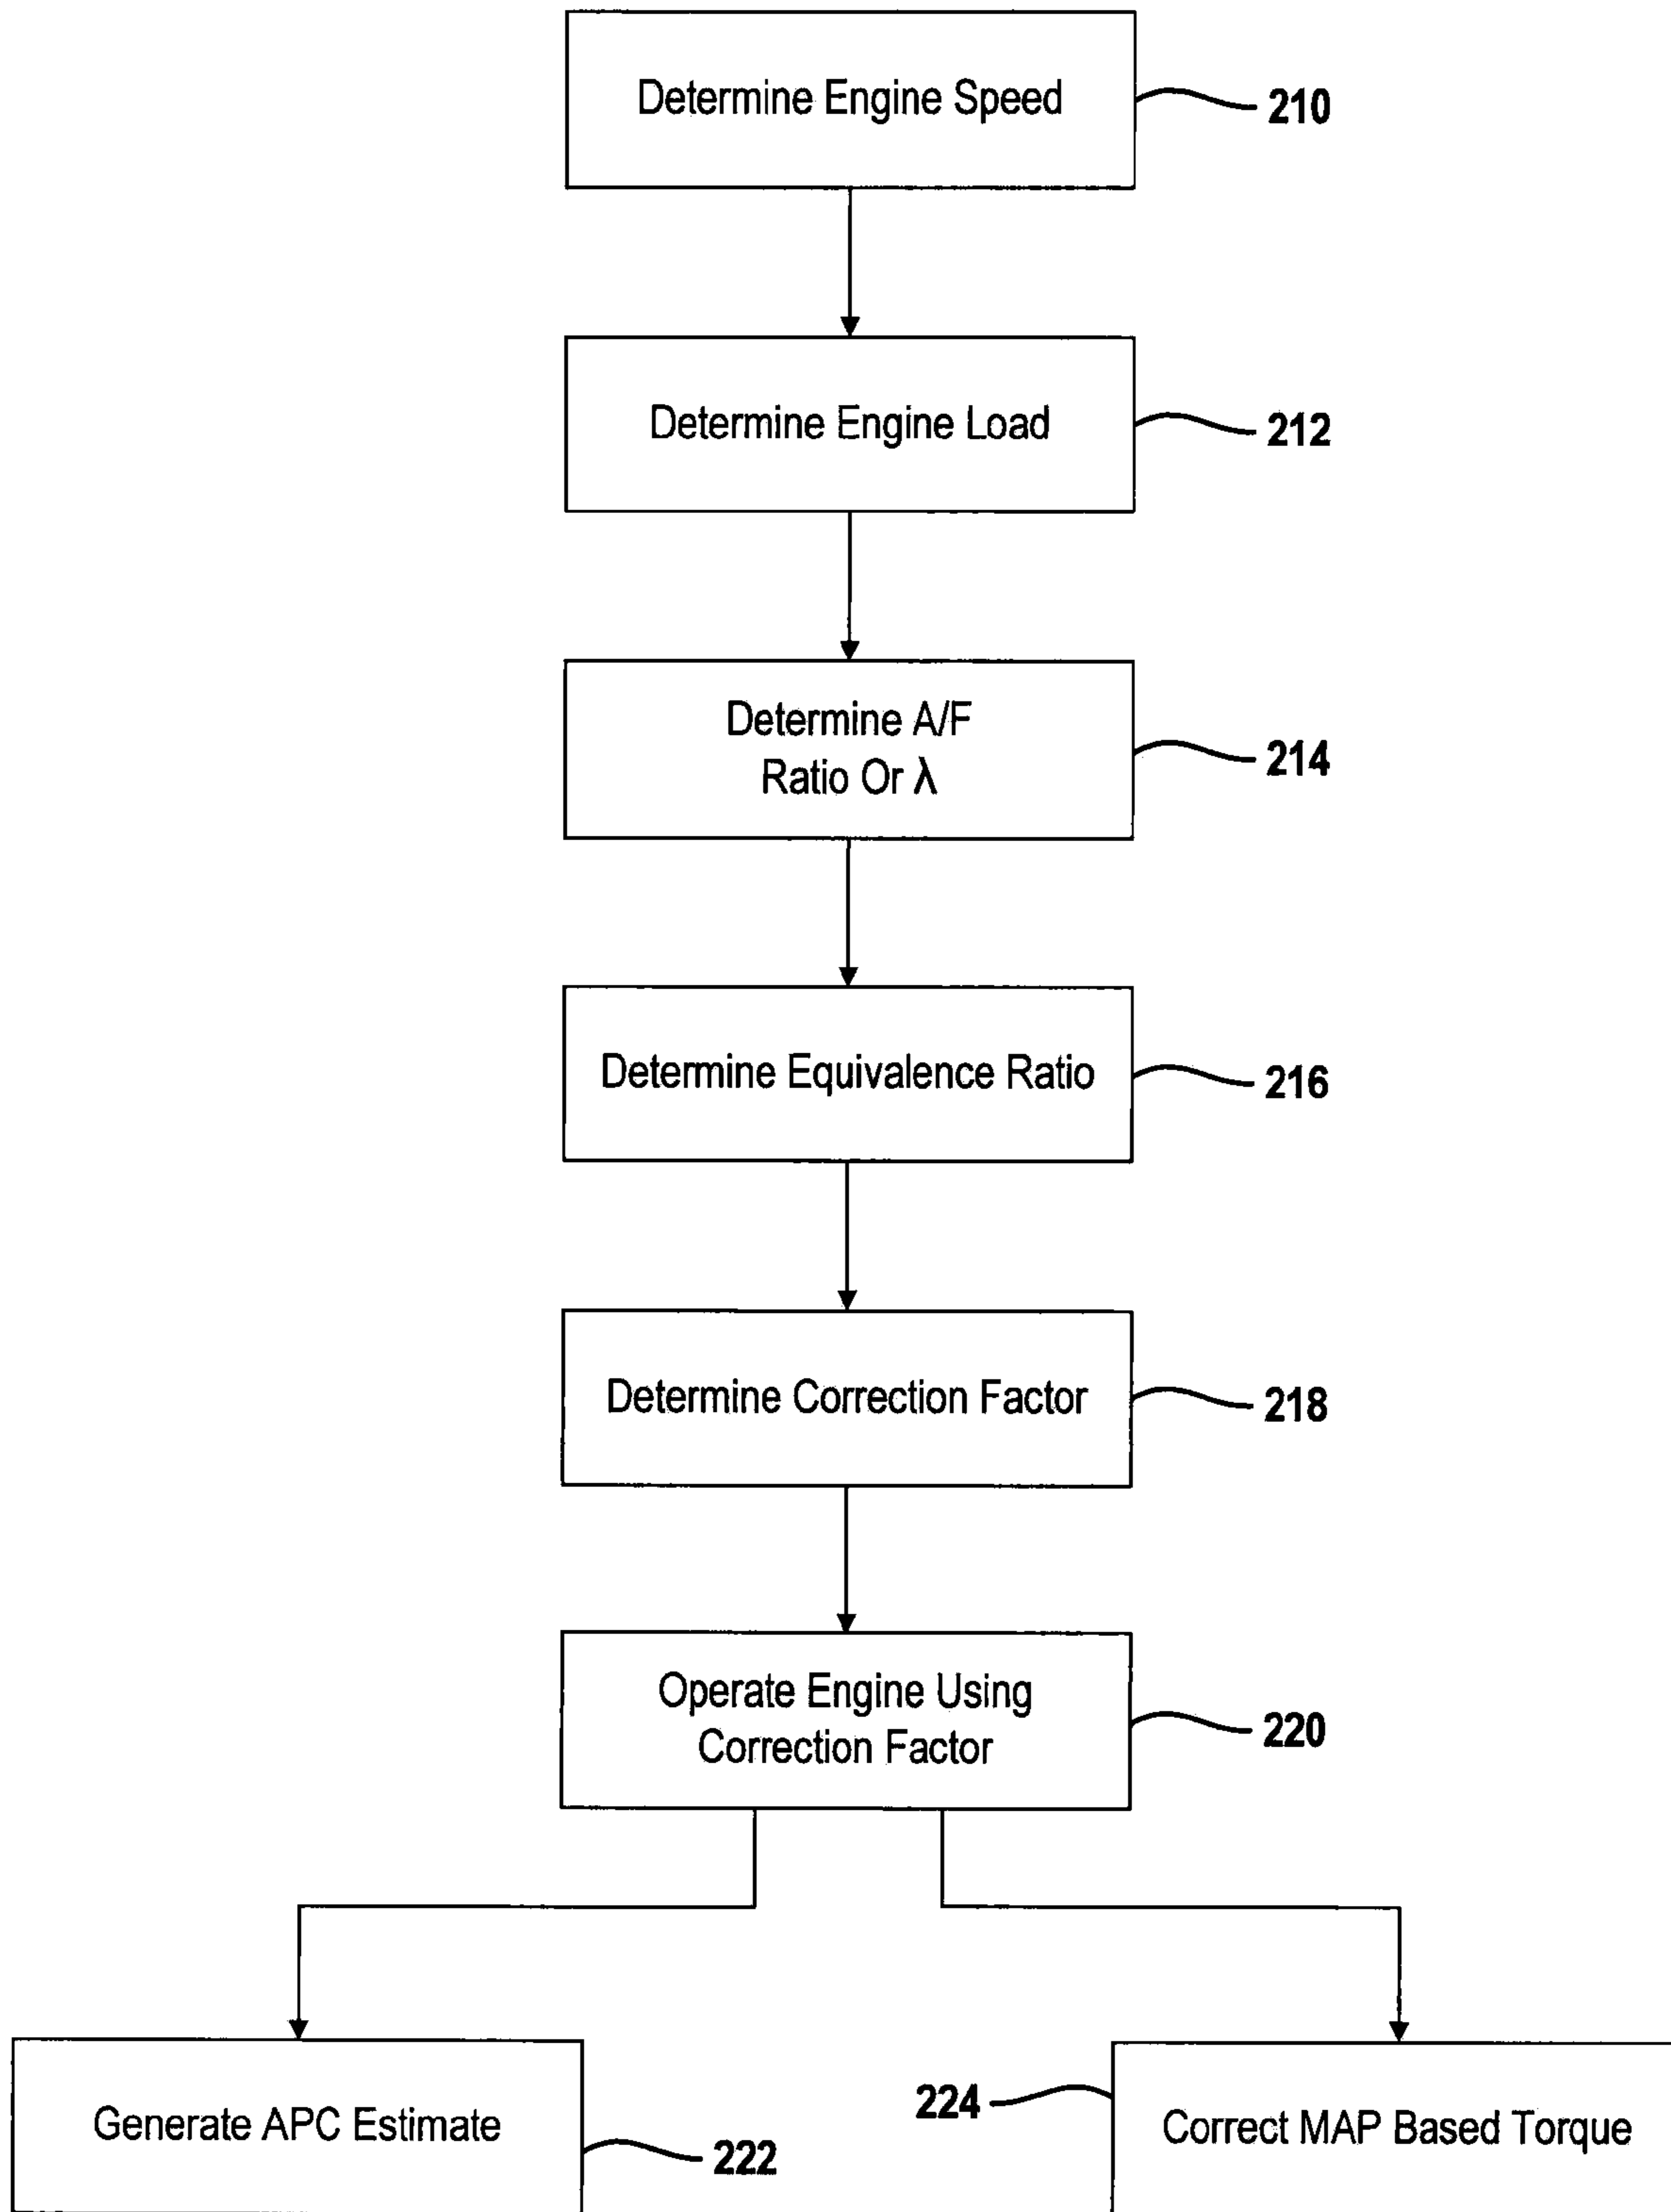 Determine Engine Speed
210
Determine Engine Load
212
Determine A/F
Ratio Or λ
214
Determine Equivalence Ratio
216
Determine Correction Factor
218
Operate Engine Using
Correction Factor
220
Generate APC Estimate
222
224
Correct MAP Based Torque